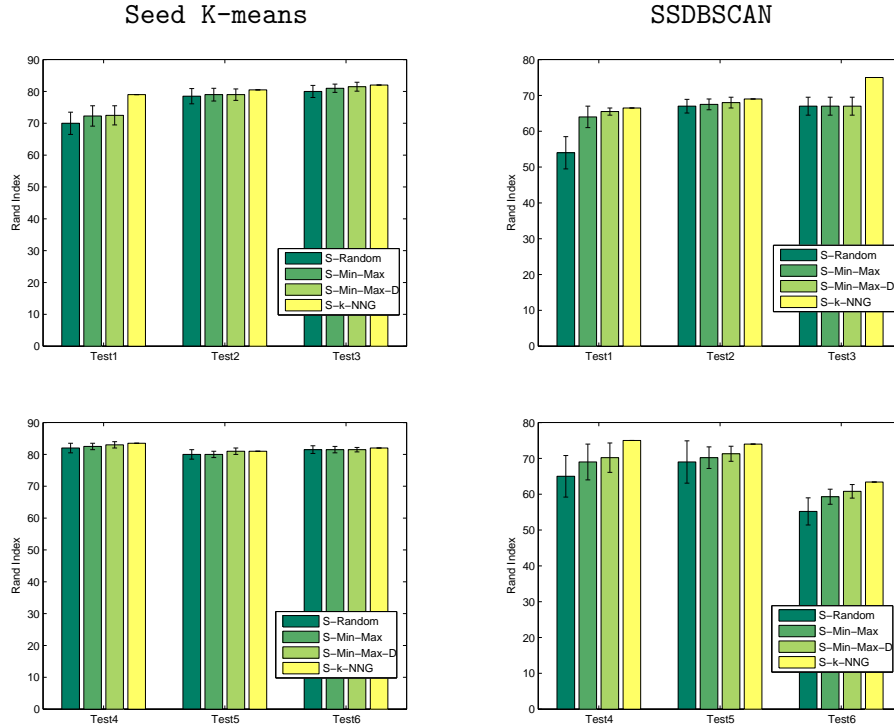 Seed K-means
SSDBSCAN
90
80
70
60
50
40
30
20
10
0
Rand Index
Test1
Test2
Test3
S−Random
S−Min−Max
S−Min−Max−D
S−k−NNG
80
70
60
50
40
30
20
10
0
Rand Index
Test1
Test2
Test3
S−Random
S−Min−Max
S−Min−Max−D
S−k−NNG
90
80
70
60
50
40
30
20
10
0
Rand Index
Test4
Test5
Test6
S−Random
S−Min−Max
S−Min−Max−D
S−k−NNG
80
70
60
50
40
30
20
10
0
Rand Index
Test4
Test5
Test6
S−Random
S−Min−Max
S−Min−Max−D
S−k−NNG